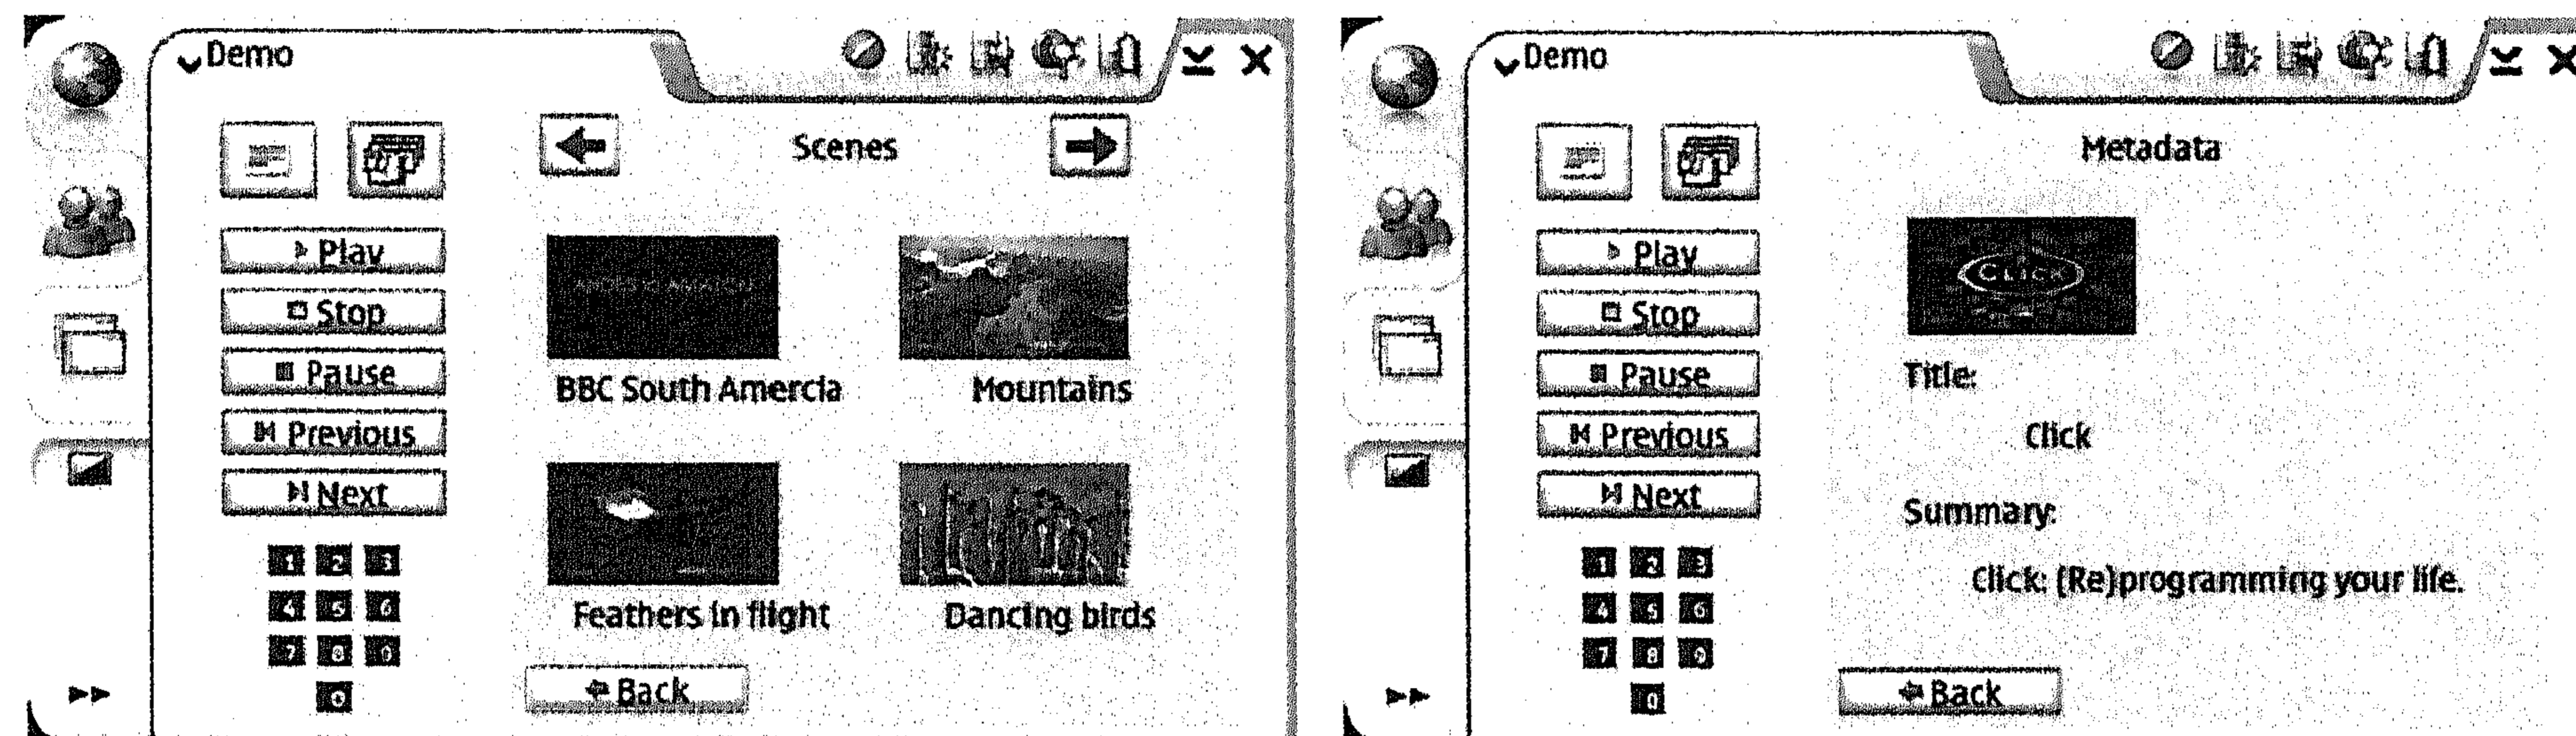 Demo
Scenes
Play
Stop
Pause
Previous
Next
1 2 3
4 5 6
7 8
0
BBC South Amercia
Mountains
Feathers in flight
Dancing birds
Back
Demo
Metadata
Play
Stop
Pause
Previous
Next
1 2 3
4 5 6
7 8 9
0
CLICK
Title:
Click
Summary:
Click: (Re)programming your life.
Back